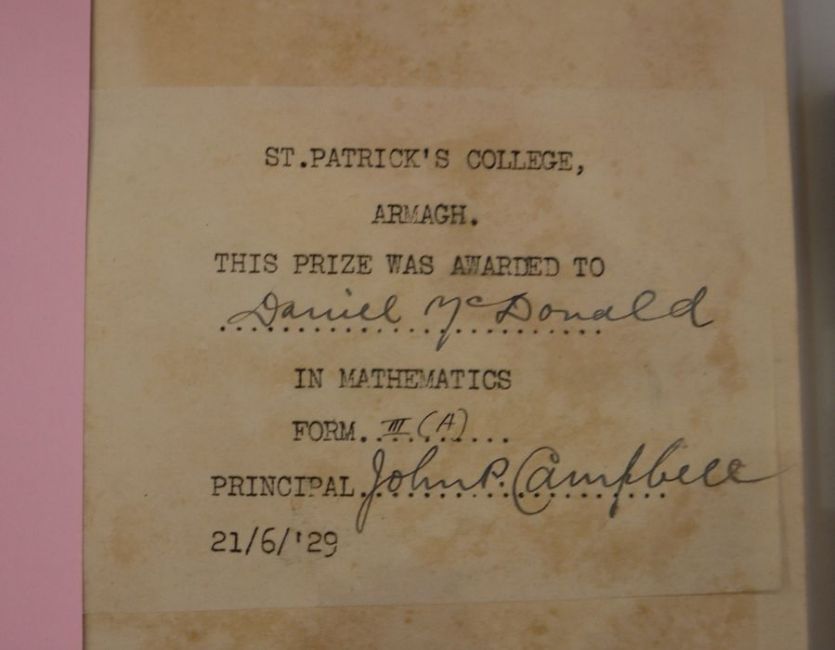 ST.PATRICK'S COLLEGE,
ARMAGH.
THIS PRIZE WAS AWARDED TO
Daniel McDonald
IN MATHEMATICS
FORM. III (A)
PRINCIPAL. John P. Campbell
21/6/'29